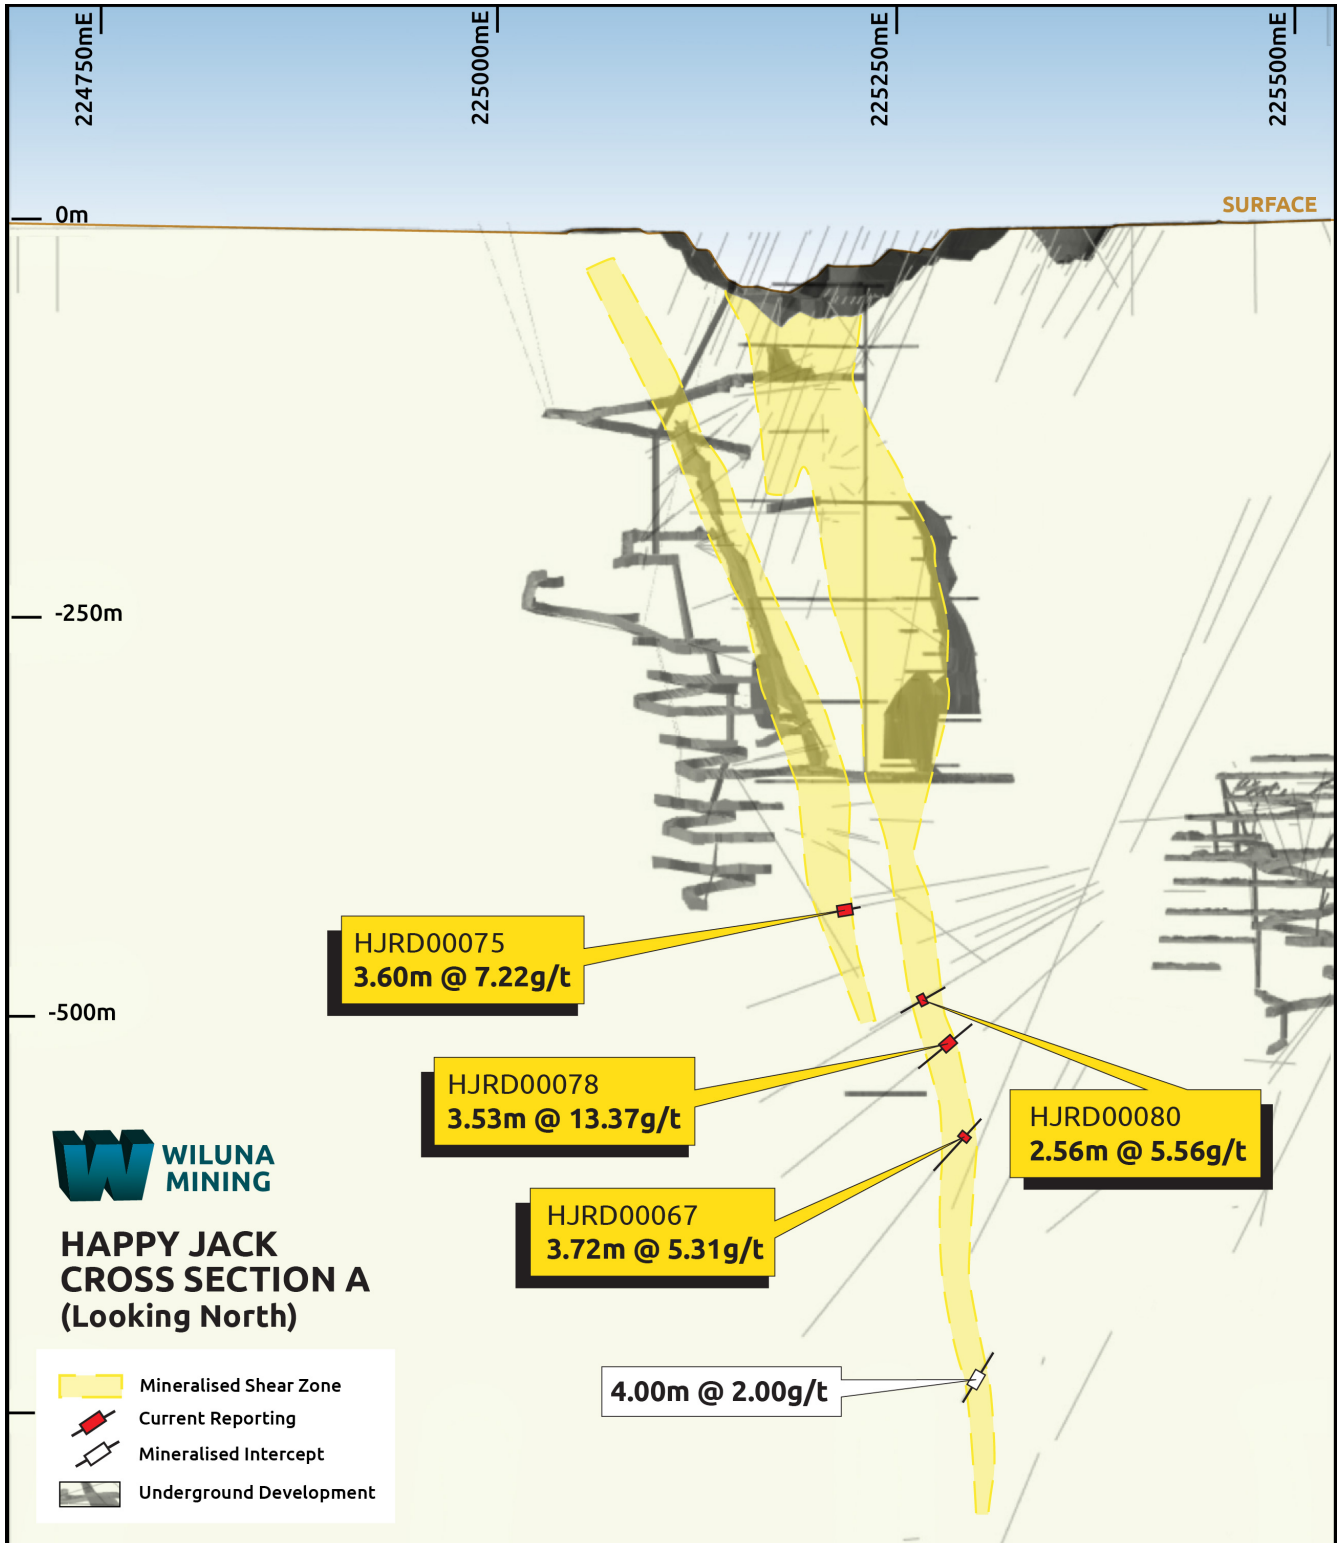 224750mE
225000mE
225250mE
225500mE
SURFACE
0m
-250m
-500m
HJRD00075
3.60m @ 7.22g/t
HJRD00078
3.53m @ 13.37g/t
HJRD00080
2.56m @ 5.56g/t
HJRD00067
3.72m @ 5.31g/t
4.00m @ 2.00g/t
WILUNA
MINING
HAPPY JACK
CROSS SECTION A
(Looking North)
Mineralised Shear Zone
Current Reporting
Mineralised Intercept
Underground Development